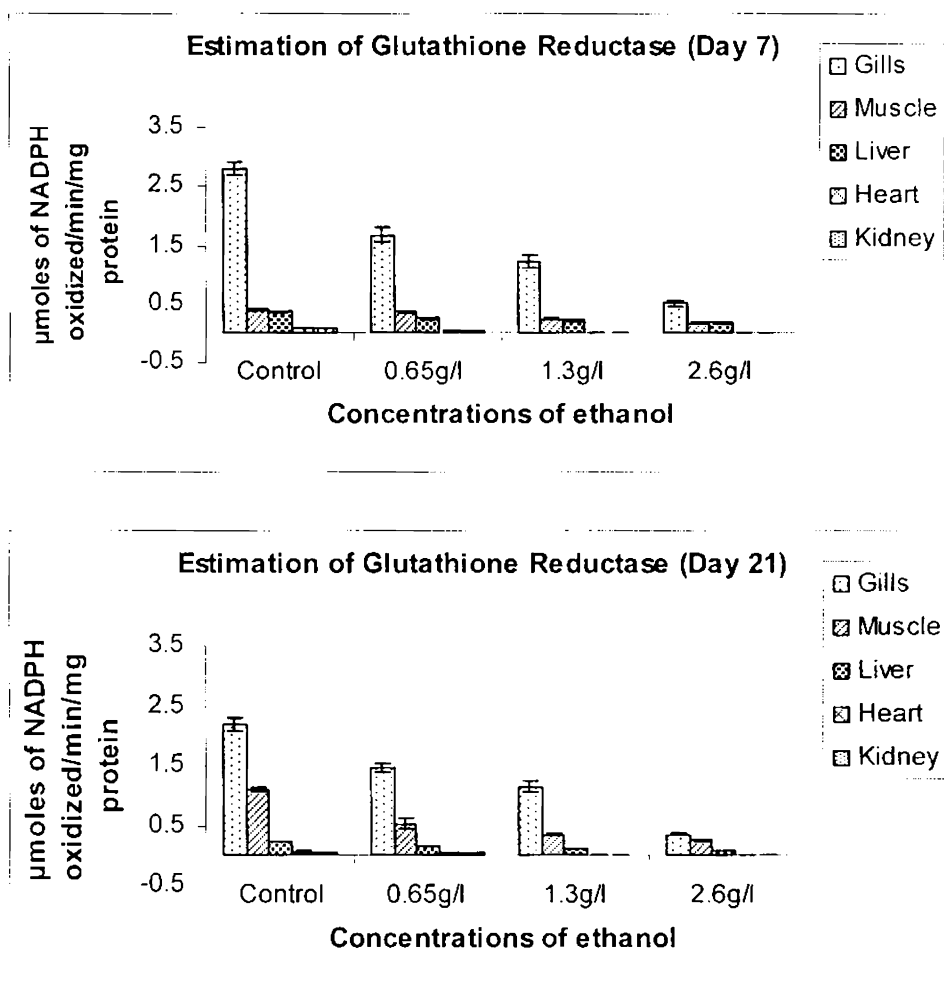 Estimation of Glutathione Reductase (Day 7)
µmoles of NADPH
oxidized/min/mg
protein
3.5
2.5
1.5
0.5
-0.5
Control 0.65g/l 1.3g/l 2.6g/l
Concentrations of ethanol
Gills
Muscle
Liver
Heart
Kidney
Estimation of Glutathione Reductase (Day 21)
µmoles of NADPH
oxidized/min/mg
protein
3.5
2.5
1.5
0.5
-0.5
Control 0.65g/l 1.3g/l 2.6g/l
Concentrations of ethanol
Gills
Muscle
Liver
Heart
Kidney